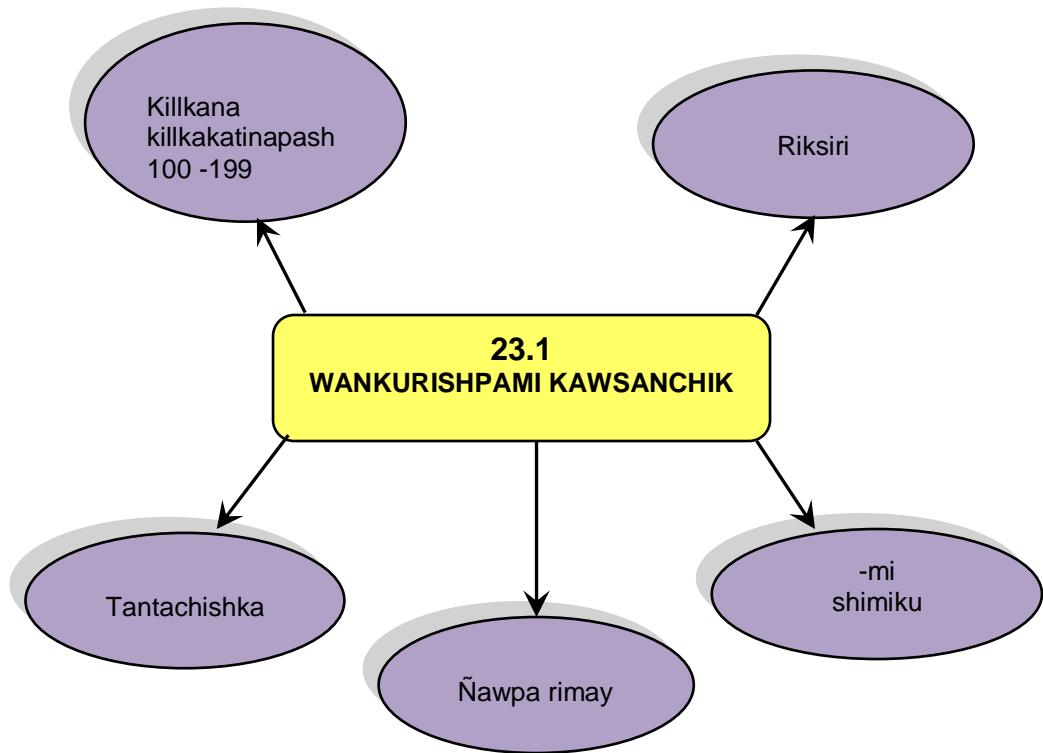 Killkana
killkakatinapash
100 -199
Riksiri
23.1
WANKURISHPAMI KAWSANCHIK
Tantachishka
Ñawpa rimay
-mi
shimiku